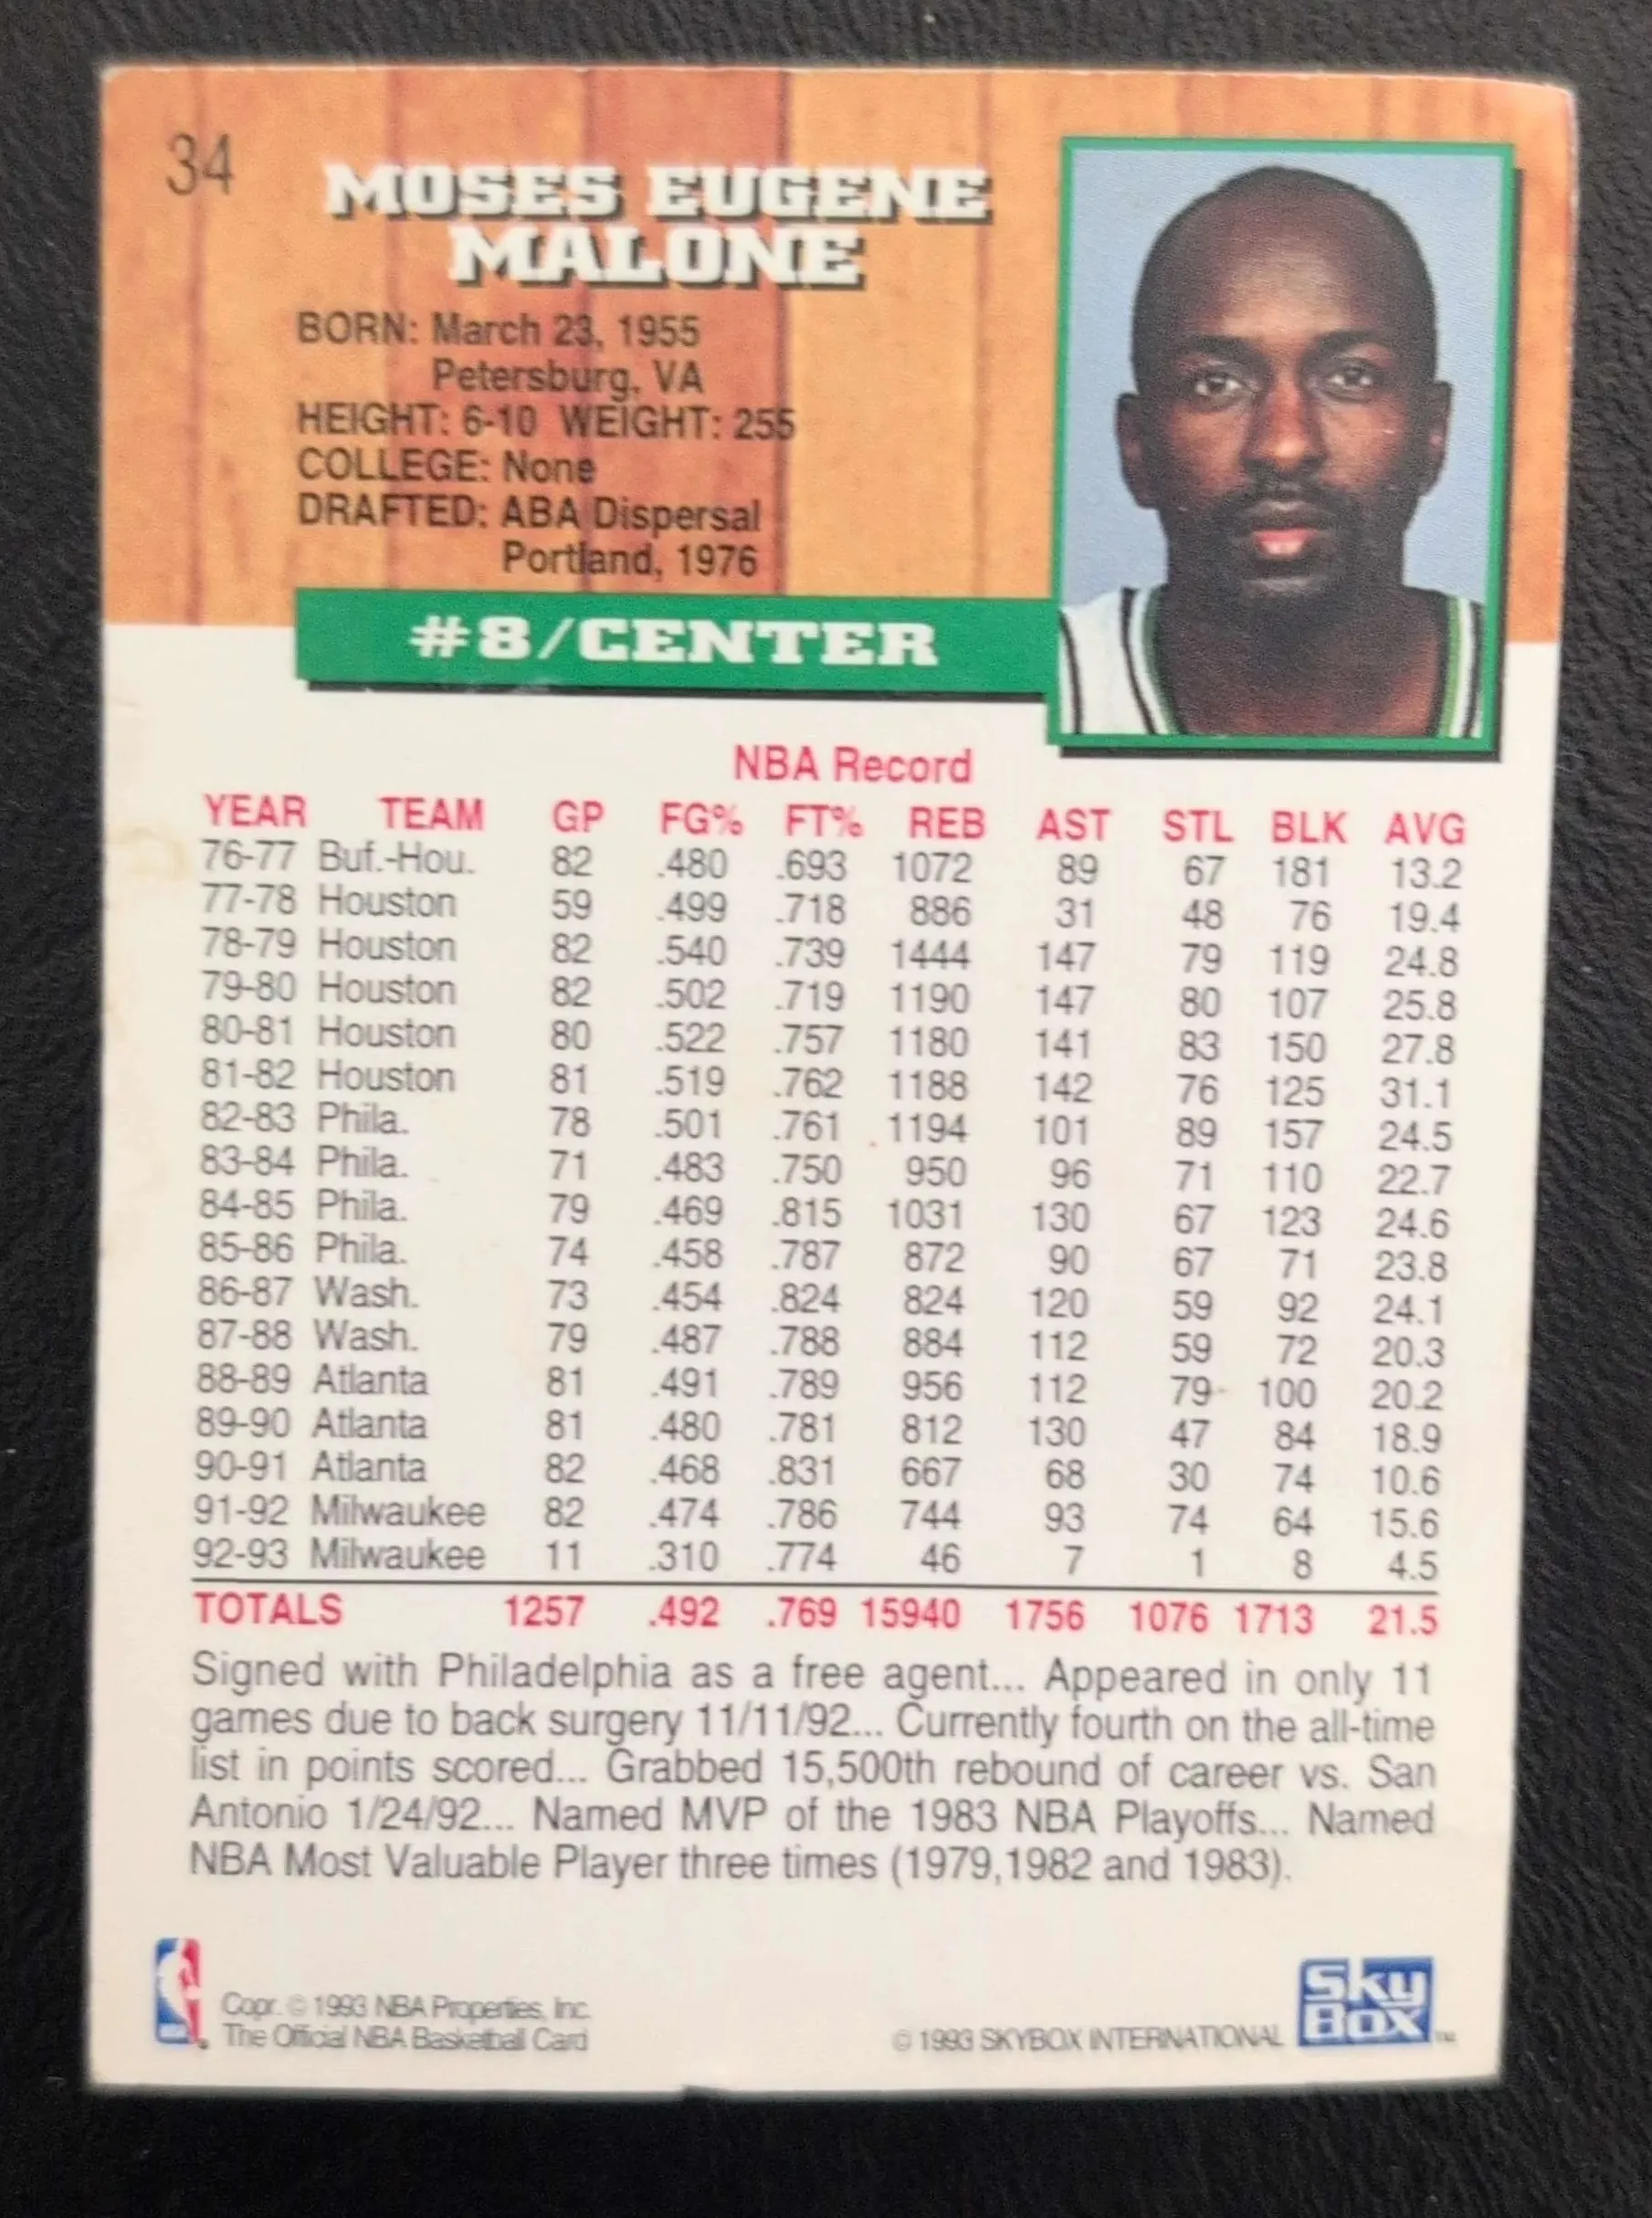 34
MOSES EUGENE
MALONE
BORN: March 23, 1955
Petersburg, VA
HEIGHT: 6-10 WEIGHT: 255
COLLEGE: None
DRAFTED: ABA Dispersal
Portland, 1976
#8/CENTER
NBA Record
YEAR TEAM GP FG% FT% REB AST STL BLK AVG
76-77 Buf.-Hou. 82 .480 .693 1072 89 67 181 13.2
77-78 Houston 59 .499 .718 886 31 48 76 19.4
78-79 Houston 82 .540 .739 1444 147 79 119 24.8
79-80 Houston 82 .502 .719 1190 147 80 107 25.8
80-81 Houston 80 .522 .757 1180 141 83 150 27.8
81-82 Houston 81 .519 .762 1188 142 76 125 31.1
82-83 Phila. 78 .501 .761 1194 101 89 157 24.5
83-84 Phila. 71 .483 .750 950 96 71 110 22.7
84-85 Phila. 79 .469 .815 1031 130 67 123 24.6
85-86 Phila. 74 .458 .787 872 90 67 71 23.8
86-87 Wash. 73 .454 .824 824 120 59 92 24.1
87-88 Wash. 79 .487 .788 884 112 59 72 20.3
88-89 Atlanta 81 .491 .789 956 112 79 100 20.2
89-90 Atlanta 81 .480 .781 812 130 47 84 18.9
90-91 Atlanta 82 .468 .831 667 68 30 74 10.6
91-92 Milwaukee 82 .474 .786 744 93 74 64 15.6
92-93 Milwaukee 11 .310 .774 46 7 1 8 4.5
TOTALS 1257 .492 .769 15940 1756 1076 1713 21.5
Signed with Philadelphia as a free agent... Appeared in only 11
games due to back surgery 11/11/92... Currently fourth on the all-time
list in points scored... Grabbed 15,500th rebound of career vs. San
Antonio 1/24/92... Named MVP of the 1983 NBA Playoffs... Named
NBA Most Valuable Player three times (1979,1982 and 1983).
Copr. © 1993 NBA Properties, Inc.
The Official NBA Basketball Card
© 1993 SKYBOX INTERNATIONAL
SkyBox™